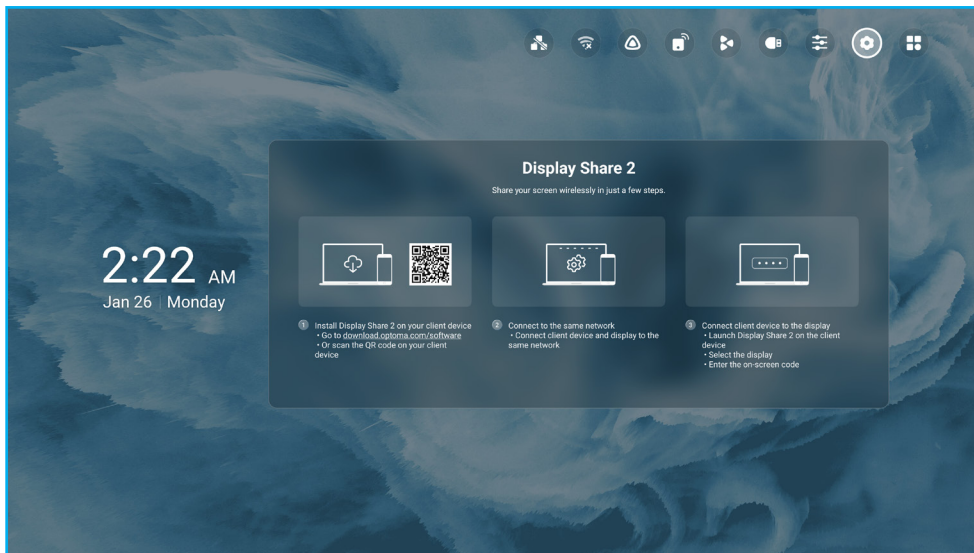 Display Share 2
Share your screen wirelessly in just a few steps.
2:22 AM
Jan 26 | Monday
1 Install Display Share 2 on your client device
• Go to download.optoma.com/software
• Or scan the QR code on your client
device
2 Connect to the same network
• Connect client device and display to the
same network
3 Connect client device to the display
• Launch Display Share 2 on the client
device
• Select the display
• Enter the on-screen code